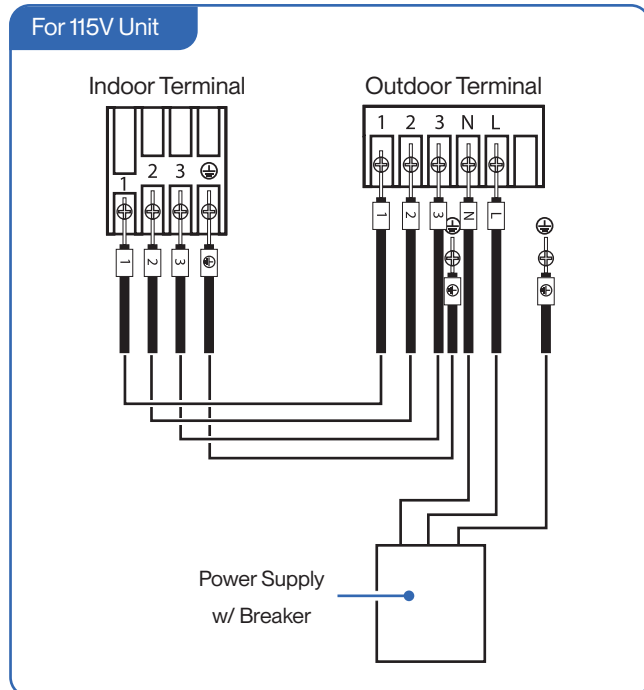 For 115V Unit
Indoor Terminal
Outdoor Terminal
1 2 3 N L
1 2 3
1 2 3 N L
1 2 3
Power Supply
w/ Breaker